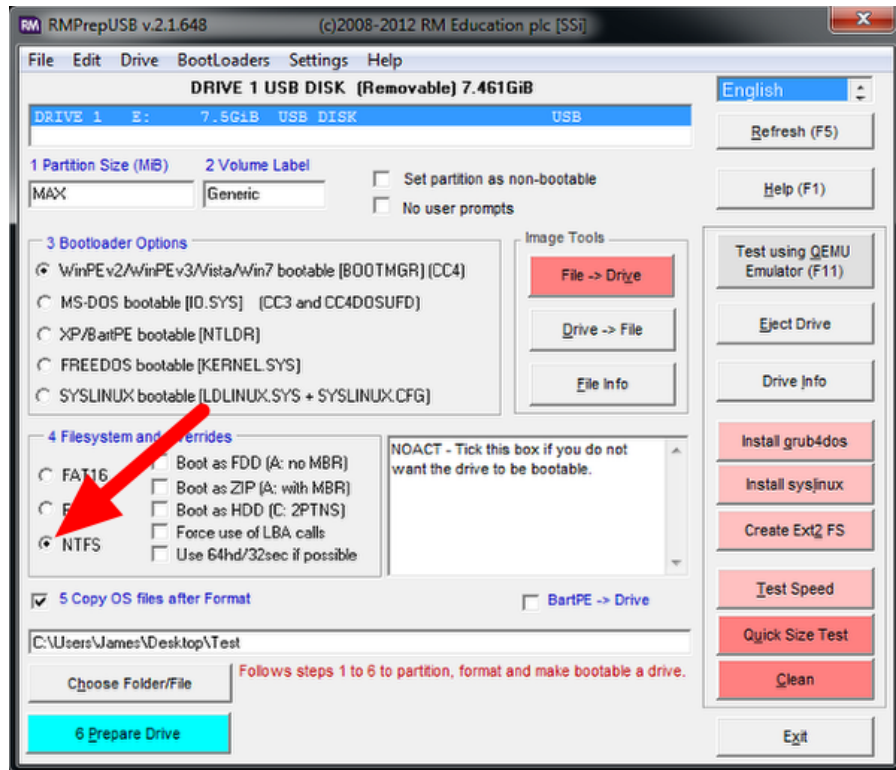 RM RMPrepUSB v.2.1.648 (c)2008-2012 RM Education plc [SSi]
File Edit Drive BootLoaders Settings Help
DRIVE 1 USB DISK (Removable) 7.461GiB
English
DRIVE 1 E: 7.5GiB USB DISK USB
Refresh (F5)
1 Partition Size (MiB) 2 Volume Label
MAX Generic
Set partition as non-bootable
No user prompts
Help (F1)
3 Bootloader Options
WinPEv2/WinPEv3/Vista/Win7 bootable [BOOTMGR] (CC4)
MS-DOS bootable [IO.SYS] (CC3 and CC4DOSUFD)
XP/BartPE bootable [NTLDR]
FREEDOS bootable [KERNEL.SYS]
SYSLINUX bootable [LDLINUX.SYS + SYSLINUX.CFG]
Image Tools
File -> Drive
Drive -> File
File Info
Test using QEMU
Emulator (F11)
Eject Drive
Drive Info
4 Filesystem and
FAT16
NTFS
Boot as FDD (A: no MBR)
Boot as ZIP (A: with MBR)
Boot as HDD (C: 2PTNS)
Force use of LBA calls
Use 64hd/32sec if possible
NOACT - Tick this box if you do not
want the drive to be bootable.
Install grub4dos
Install syslinux
Create Ext2 FS
Test Speed
Quick Size Test
Clean
5 Copy OS files after Format
BartPE -> Drive
C:\Users\James\Desktop\Test
Choose Folder/File
Follows steps 1 to 6 to partition, format and make bootable a drive.
6 Prepare Drive
Exit